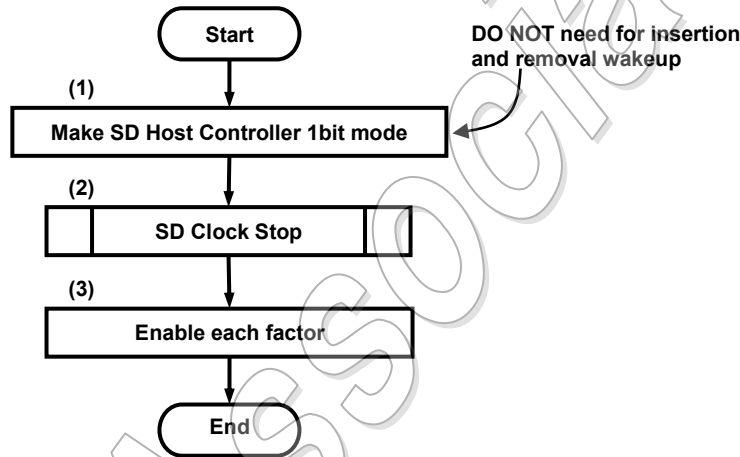 Start
DO NOT need for insertion
and removal wakeup
(1)
Make SD Host Controller 1bit mode
(2)
SD Clock Stop
(3)
Enable each factor
End